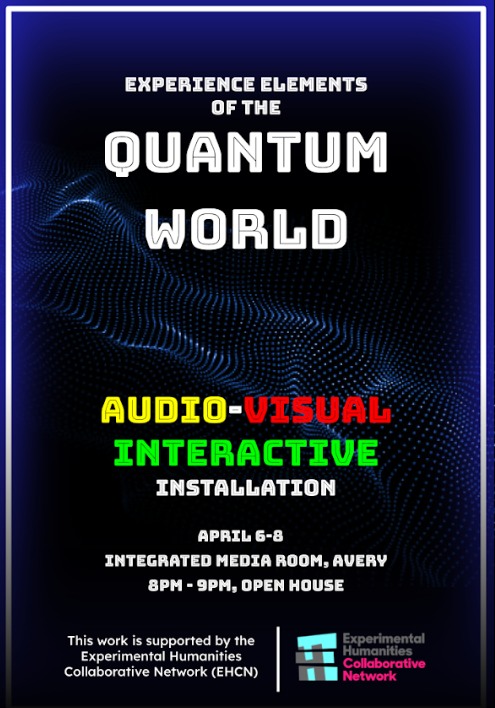 EXPERIENCE ELEMENTS
OF THE
QUANTUM
WORLD
AUDIO-VISUAL
INTERACTIVE
INSTALLATION
APRIL 6-8
INTEGRATED MEDIA ROOM, AVERY
8PM - 9PM, OPEN HOUSE
This work is supported by the
Experimental Humanities
Collaborative Network (EHCN)
Experimental
Humanities
Collaborative
Network